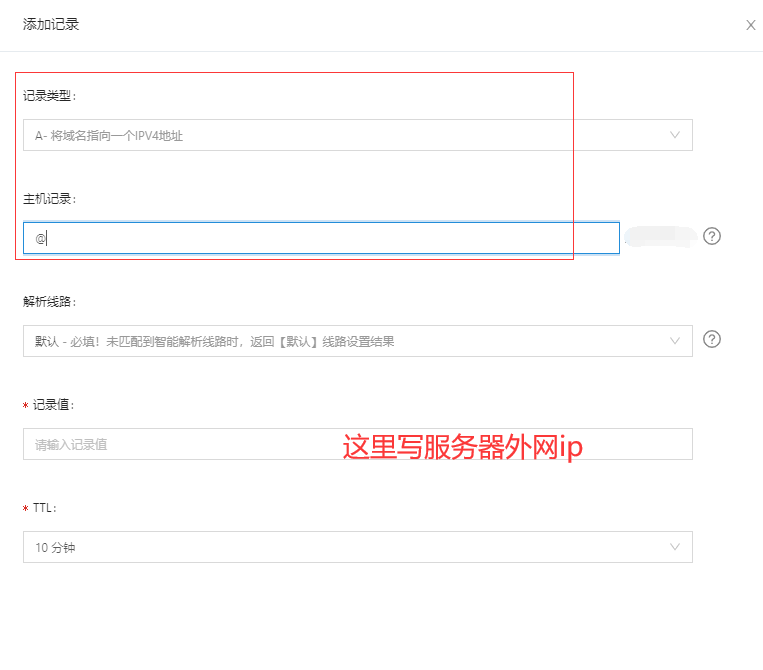 添加记录
记录类型:
A- 将域名指向一个IPV4地址
主机记录:
@
解析线路:
默认 - 必填！未匹配到智能解析线路时，返回【默认】线路设置结果
* 记录值:
请输入记录值
这里写服务器外网ip
* TTL:
10 分钟